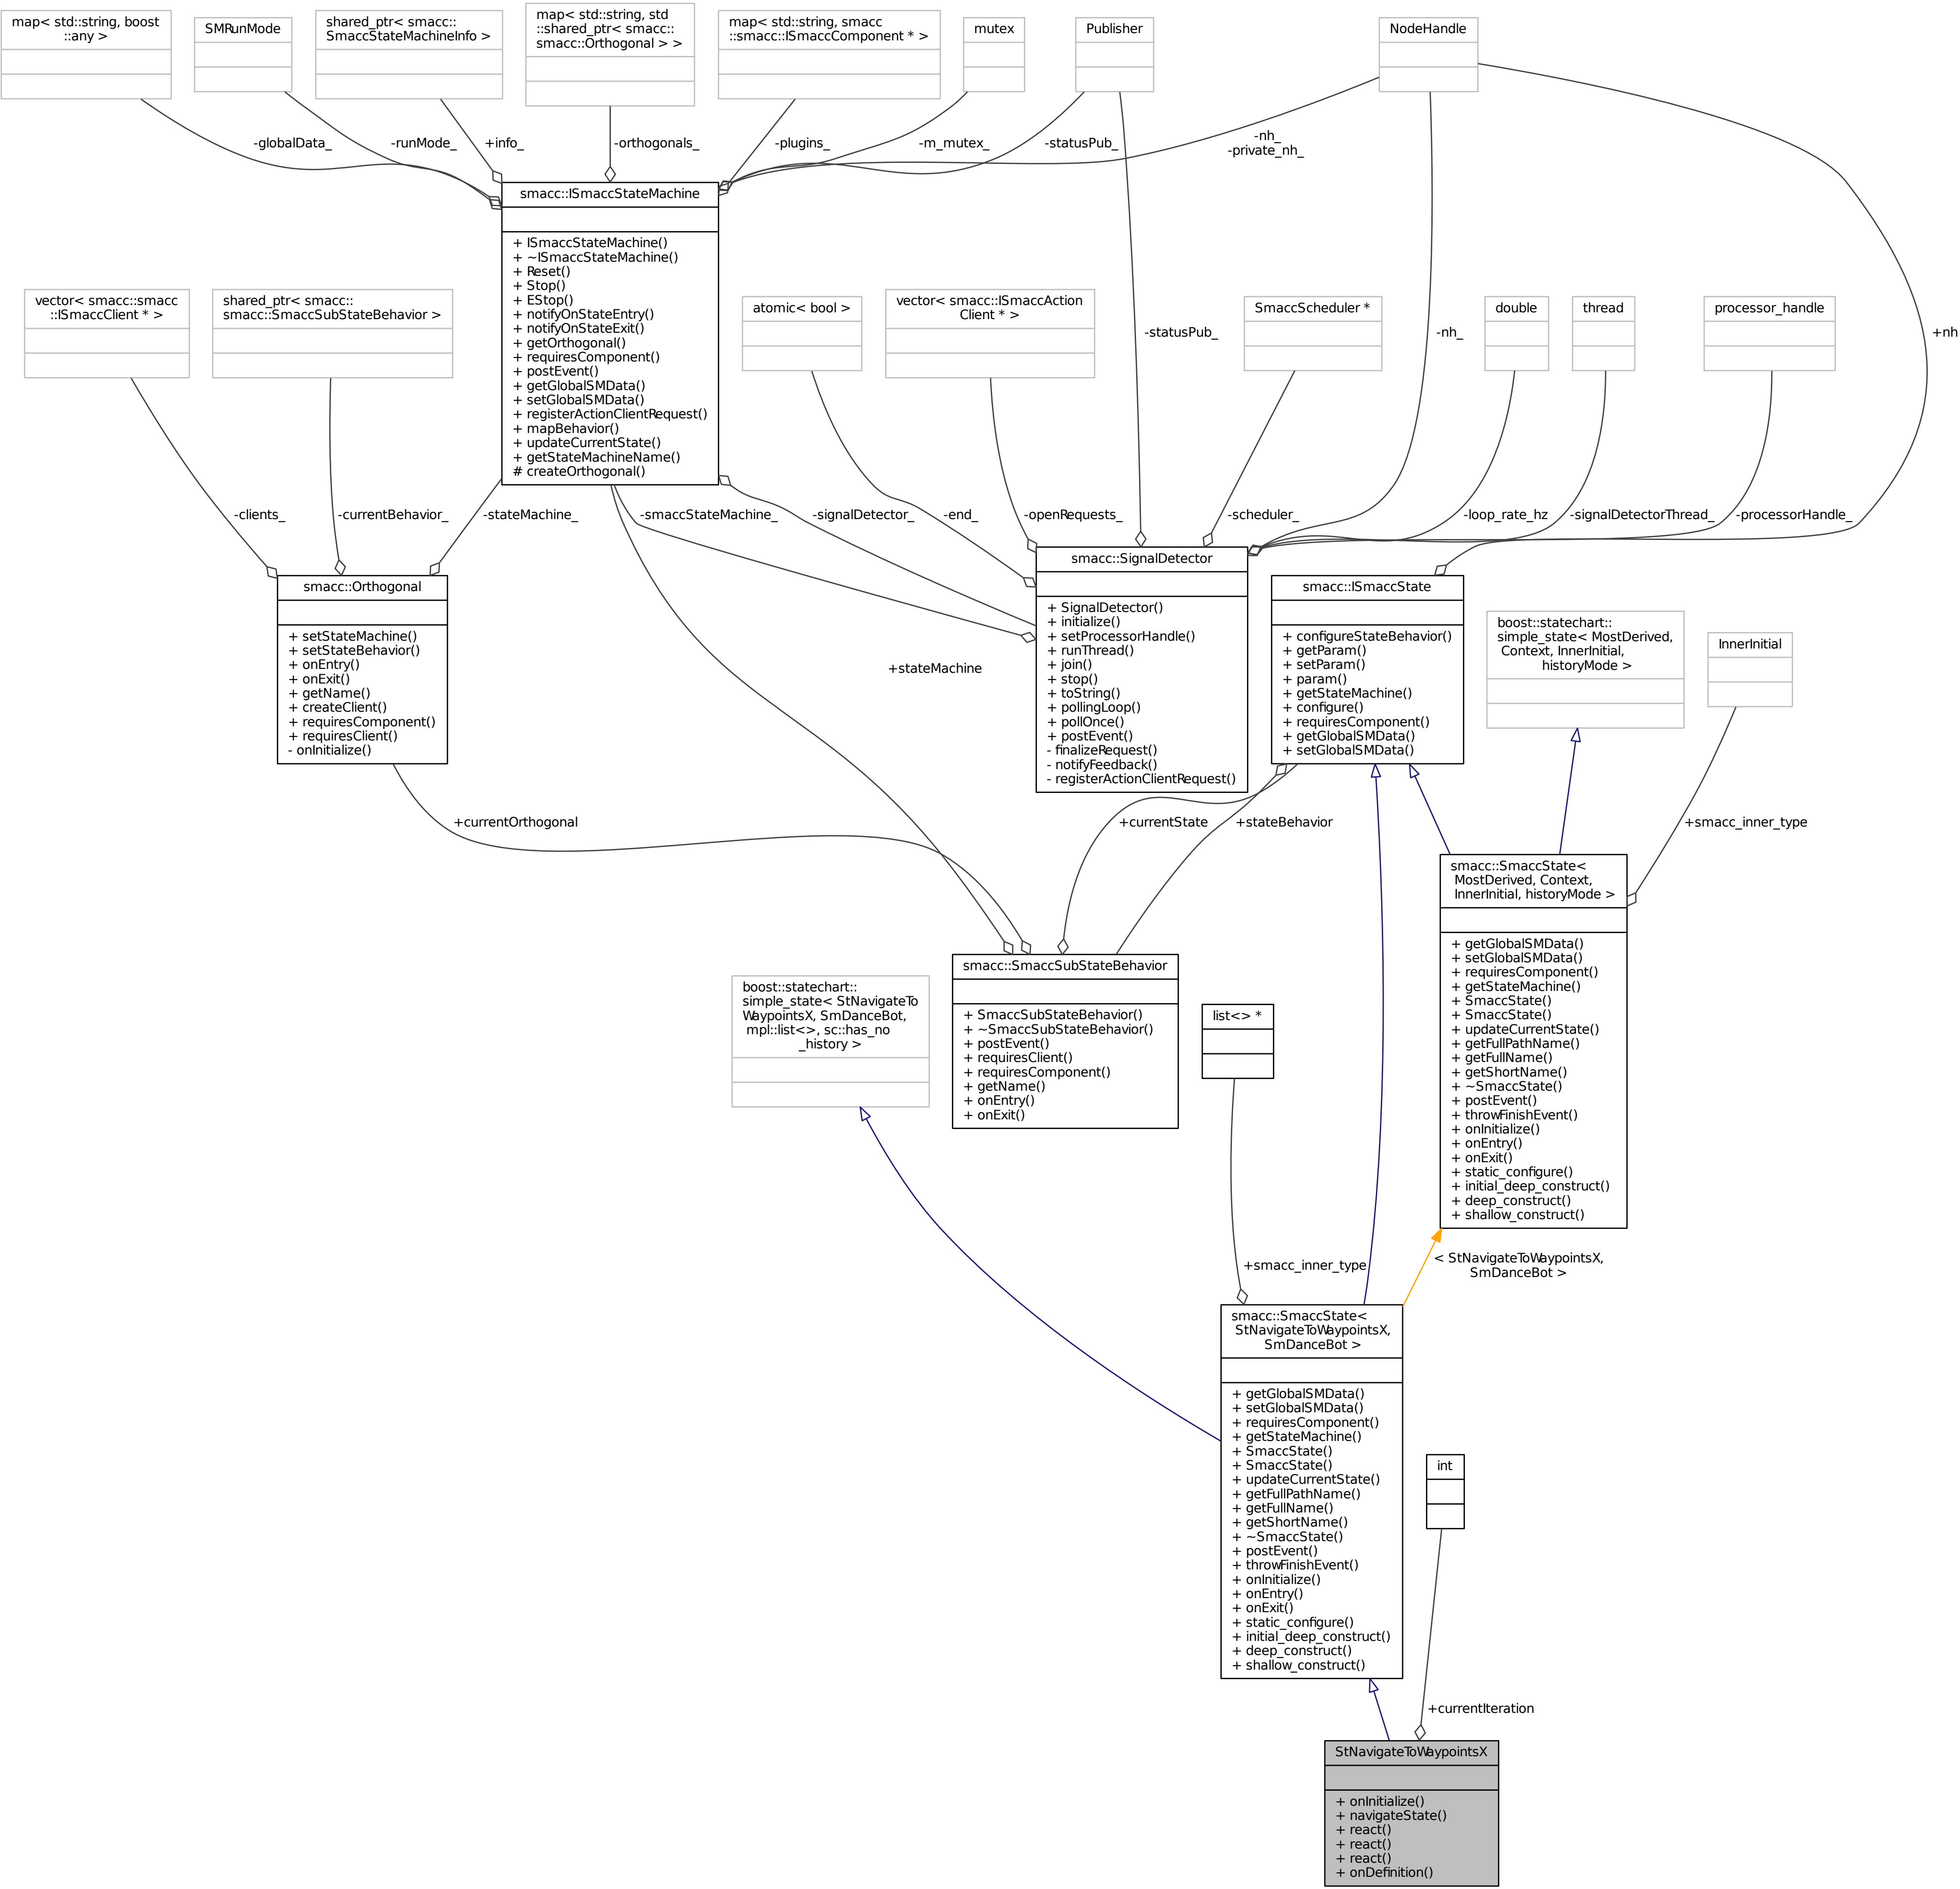 map< std::string, boost
::any >
SMRunMode
shared_ptr< smacc::
SmaccStateMachineInfo >
map< std::string, std
::shared_ptr< smacc::
smacc::Orthogonal > >
map< std::string, smacc
::smacc::ISmaccComponent * >
mutex
Publisher
NodeHandle
-globalData_
-runMode_
+info_
-orthogonals_
-plugins_
-m_mutex_
-statusPub_
-nh_
-private_nh_
smacc::ISmaccStateMachine
+ ISmaccStateMachine()
+ ~ISmaccStateMachine()
+ Reset()
+ Stop()
+ EStop()
+ notifyOnStateEntry()
+ notifyOnStateExit()
+ getOrthogonal()
+ requiresComponent()
+ postEvent()
+ getGlobalSMData()
+ setGlobalSMData()
+ registerActionClientRequest()
+ mapBehavior()
+ updateCurrentState()
+ getStateMachineName()
# createOrthogonal()
vector< smacc::smacc
::ISmaccClient * >
shared_ptr< smacc::
smacc::SmaccSubStateBehavior >
atomic< bool >
vector< smacc::ISmaccAction
Client * >
SmaccScheduler *
double
thread
processor_handle
-statusPub_
-nh_
+nh
-clients_
-currentBehavior_
-stateMachine_
-smaccStateMachine_
-signalDetector_
-end_
-openRequests_
-scheduler_
-loop_rate_hz
-signalDetectorThread_
-processorHandle_
smacc::Orthogonal
+ setStateMachine()
+ setStateBehavior()
+ onEntry()
+ onExit()
+ getName()
+ createClient()
+ requiresComponent()
+ requiresClient()
- onInitialize()
smacc::SignalDetector
+ SignalDetector()
+ initialize()
+ setProcessorHandle()
+ runThread()
+ join()
+ stop()
+ toString()
+ pollingLoop()
+ pollOnce()
+ postEvent()
- finalizeRequest()
- notifyFeedback()
- registerActionClientRequest()
smacc::ISmaccState
+ configureStateBehavior()
+ getParam()
+ setParam()
+ param()
+ getStateMachine()
+ configure()
+ requiresComponent()
+ getGlobalSMData()
+ setGlobalSMData()
boost::statechart::
simple_state< MostDerived,
Context, InnerInitial,
historyMode >
InnerInitial
+stateMachine
+currentOrthogonal
+currentState
+stateBehavior
+smacc_inner_type
smacc::SmaccState<
MostDerived, Context,
InnerInitial, historyMode >
+ getGlobalSMData()
+ setGlobalSMData()
+ requiresComponent()
+ getStateMachine()
+ SmaccState()
+ SmaccState()
+ updateCurrentState()
+ getFullPathName()
+ getFullName()
+ getShortName()
+ ~SmaccState()
+ postEvent()
+ throwFinishEvent()
+ onInitialize()
+ onEntry()
+ onExit()
+ static_configure()
+ initial_deep_construct()
+ deep_construct()
+ shallow_construct()
smacc::SmaccSubStateBehavior
+ SmaccSubStateBehavior()
+ ~SmaccSubStateBehavior()
+ postEvent()
+ requiresClient()
+ requiresComponent()
+ getName()
+ onEntry()
+ onExit()
boost::statechart::
simple_state< StNavigateTo
WaypointsX, SmDanceBot,
mpl::list<>, sc::has_no
_history >
list<> *
+smacc_inner_type
< StNavigateToWaypointsX,
SmDanceBot >
smacc::SmaccState<
StNavigateToWaypointsX,
SmDanceBot >
+ getGlobalSMData()
+ setGlobalSMData()
+ requiresComponent()
+ getStateMachine()
+ SmaccState()
+ SmaccState()
+ updateCurrentState()
+ getFullPathName()
+ getFullName()
+ getShortName()
+ ~SmaccState()
+ postEvent()
+ throwFinishEvent()
+ onInitialize()
+ onEntry()
+ onExit()
+ static_configure()
+ initial_deep_construct()
+ deep_construct()
+ shallow_construct()
int
+currentIteration
StNavigateToWaypointsX
+ onInitialize()
+ navigateState()
+ react()
+ react()
+ react()
+ onDefinition()